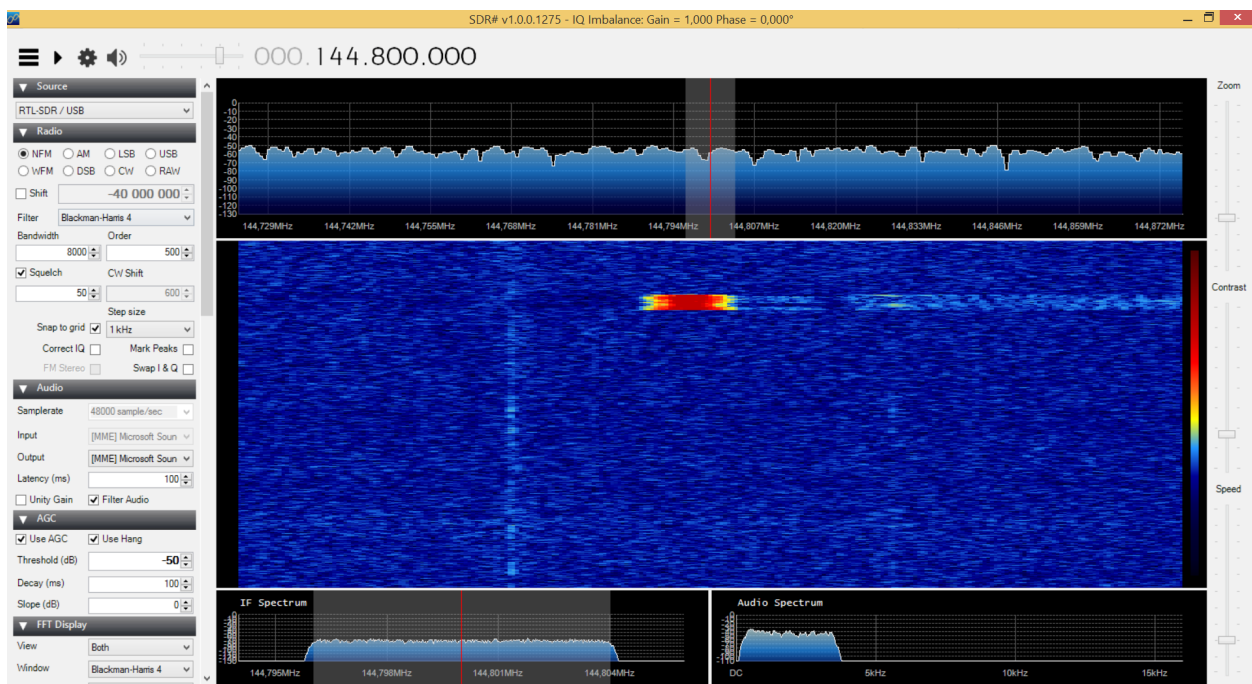 SDR# v1.0.0.1275 - IQ Imbalance: Gain = 1,000 Phase = 0,000°
000.144.800.000
Source
RTL-SDR / USB
Radio
NFM AM LSB USB
WFM DSB CW RAW
Shift -40 000 000
Filter Blackman-Harris 4
Bandwidth Order
8000 500
Squelch CW Shift
50 600
Step size
Snap to grid 1 kHz
Correct IQ Mark Peaks
FM Stereo Swap I & Q
Audio
Samplerate 48000 sample/sec
Input [MME] Microsoft Soun
Output [MME] Microsoft Soun
Latency (ms) 100
Unity Gain Filter Audio
AGC
Use AGC Use Hang
Threshold (dB) -50
Decay (ms) 100
Slope (dB) 0
FFT Display
View Both
Window Blackman-Harris 4
0
-10
-20
-30
-40
-50
-60
-70
-80
-90
-100
-110
-120
-130
144,729MHz 144,742MHz 144,755MHz 144,768MHz 144,781MHz 144,794MHz 144,807MHz 144,820MHz 144,833MHz 144,846MHz 144,859MHz 144,872MHz
IF Spectrum
144,795MHz 144,798MHz 144,801MHz 144,804MHz
Audio Spectrum
DC 5kHz 10kHz 15kHz
Zoom
Contrast
Speed